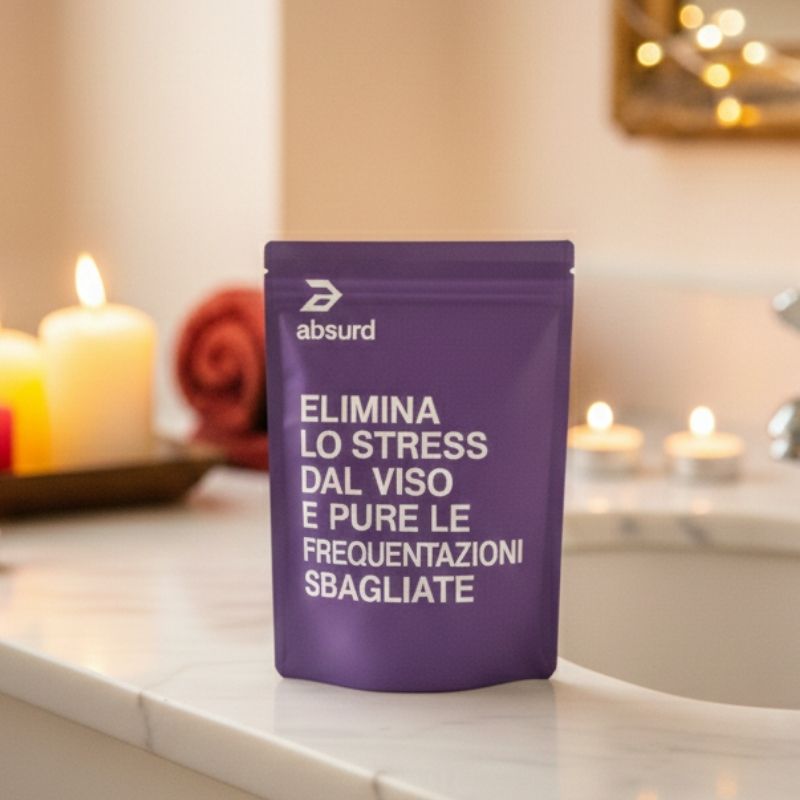 absurd
ELIMINA
LO STRESS
DAL VISO
E PURE LE
FREQUENTAZIONI
SBAGLIATE